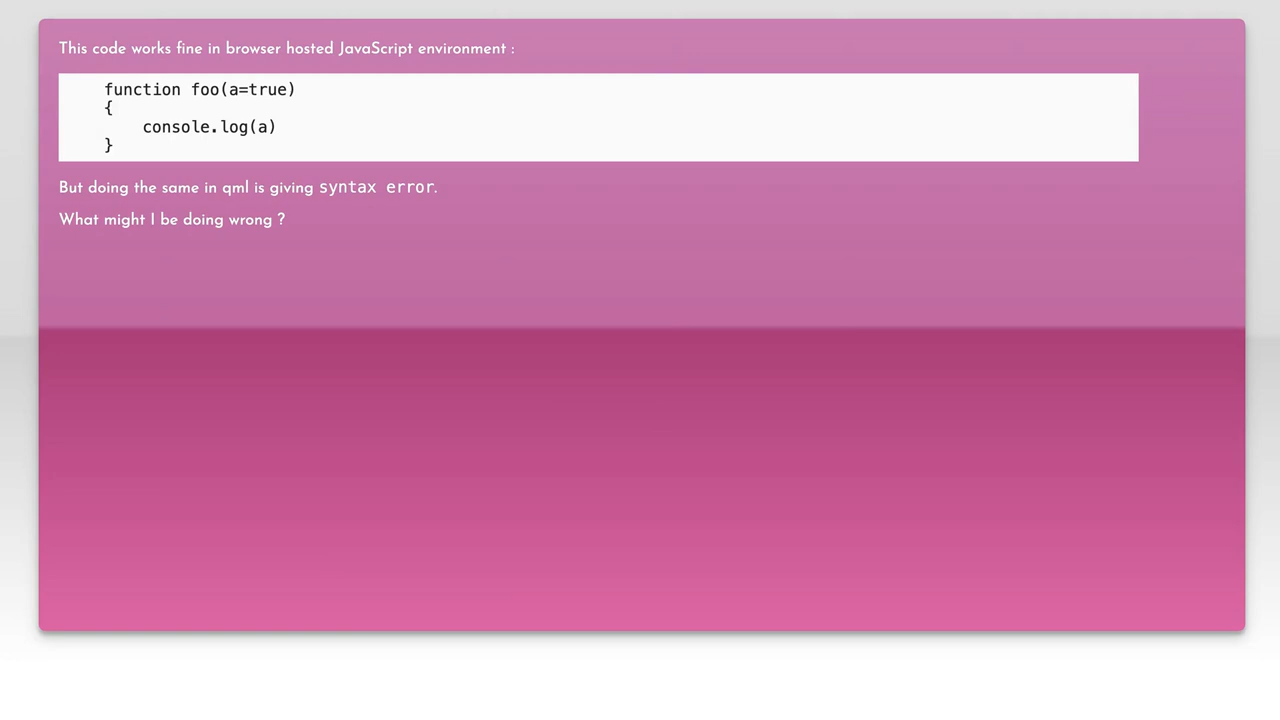 This code works fine in browser hosted JavaScript environment :
function foo(a=true)
{
    console.log(a)
}
But doing the same in qml is giving syntax error.
What might I be doing wrong ?